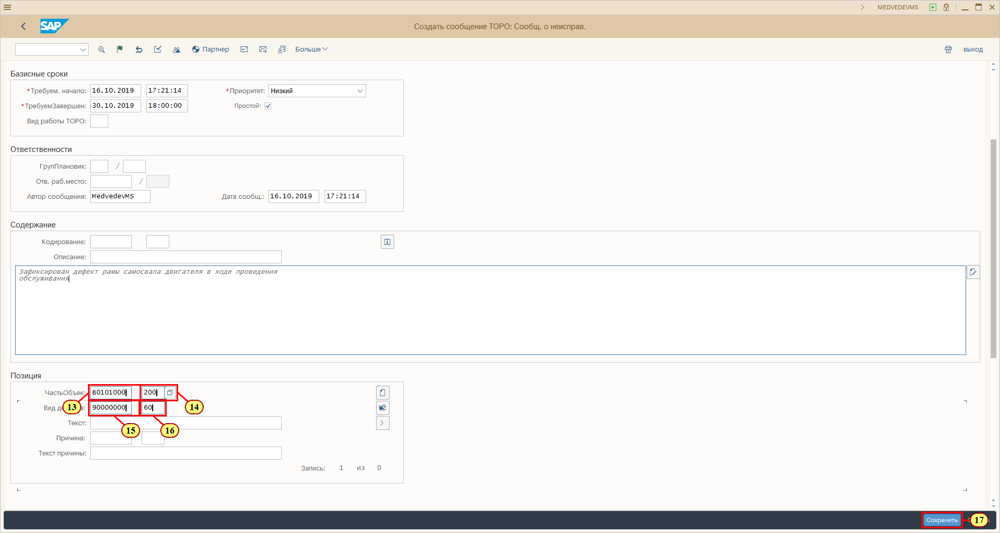 MEDVEDEVMS
SAP
Создать сообщение ТОРО: Сообщ. о неисправ.
Партнер
Больше
выход
Базисные сроки
*Требуем. начало: 16.10.2019 17:21:14 *Приоритет: Низкий
*ТребуемЗавершен: 30.10.2019 18:00:00 Простой:
Вид работы ТОРО:
Ответственности
ГрупПлановик: /
Отв. раб.место: /
Автор сообщения: MedvedevMS Дата сообщ.: 16.10.2019 17:21:14
Содержание
Кодирование:
Описание:
Зафиксирован дефект рамы самосвала двигателя в ходе проведения
обслуживания
Позиция
ЧастьОбъек: B0101000 200
13 14
Вид 90000000 60
Текст:
15 16
Причина:
Текст причины:
Запись: 1 из 0
Сохранить 17